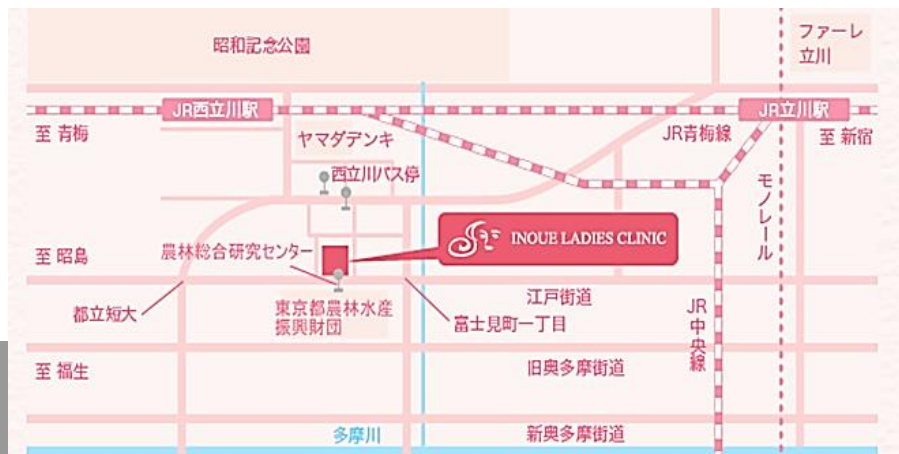 昭和記念公園
ファーレ
立川
JR西立川駅
JR立川駅
至 青梅
ヤマダデンキ
JR青梅線
至 新宿
西立川バス停
モノレール
INOUE LADIES CLINIC
至 昭島
農林総合研究センター
江戸街道
都立短大
東京都農林水産
振興財団
富士見町一丁目
JR中央線
至 福生
旧奥多摩街道
多摩川
新奥多摩街道